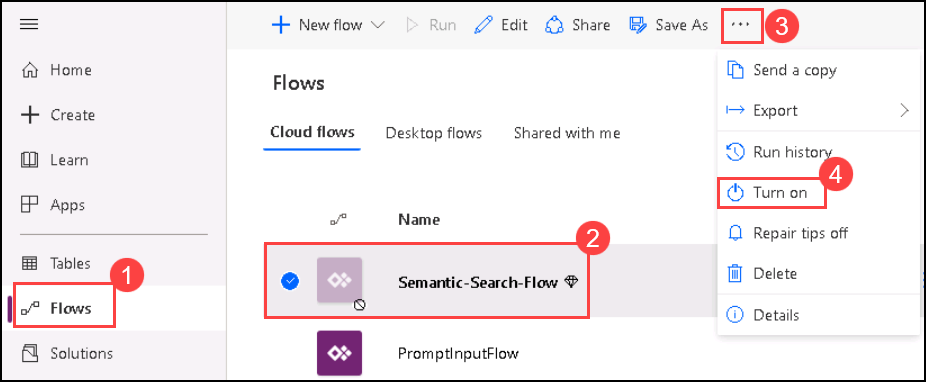 New flow
Run
Edit
Share
Save As
...
3
Home
Create
Learn
Apps
Tables
1
Flows
Solutions
Flows
Cloud flows
Desktop flows
Shared with me
Name
2
Semantic-Search-Flow
PromptInputFlow
Send a copy
Export
Run history
4
Turn on
Repair tips off
Delete
Details